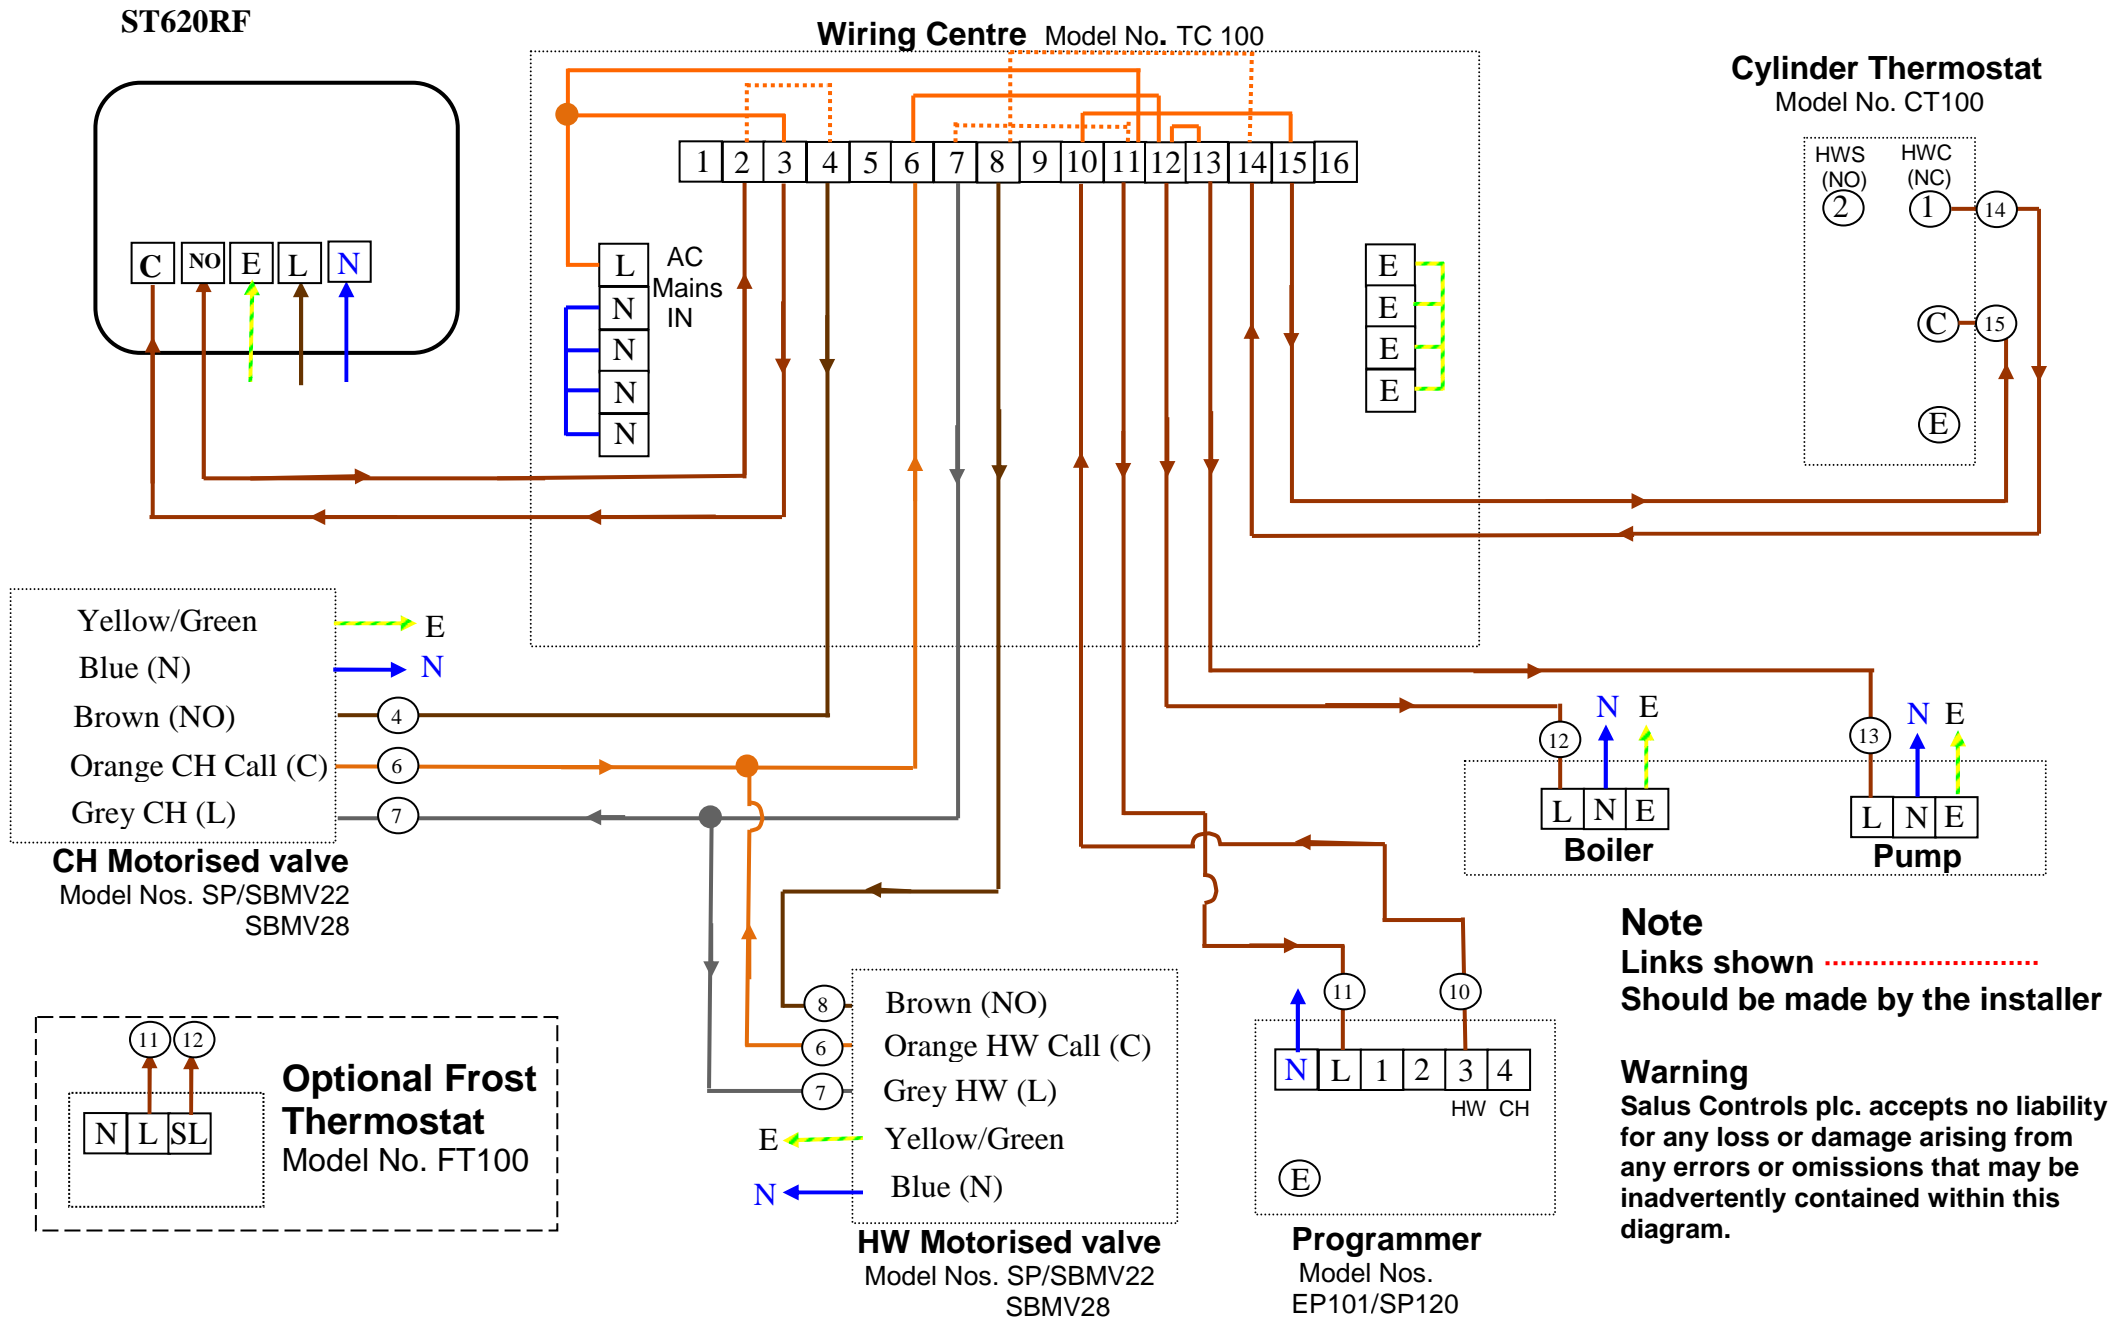 ST620RF
Wiring Centre Model No. TC 100
Cylinder Thermostat
Model No. CT100
1 2 3 4 5 6 7 8 9 10 11 12 13 14 15 16
HWS HWC
(NO) (NC)
2 1 14
C NO E L N
L AC
Mains
N IN
N
N
N
E
E
E
E
C 15
E
Yellow/Green E
Blue (N) N
Brown (NO) 4
Orange CH Call (C) 6
Grey CH (L) 7
CH Motorised valve
Model Nos. SP/SBMV22
SBMV28
N E
12
L N E
Boiler
N E
13
L N E
Pump
Note
Links shown
Should be made by the installer
Warning
Salus Controls plc. accepts no liability
for any loss or damage arising from
any errors or omissions that may be
inadvertently contained within this
diagram.
11 12
N L SL
Optional Frost
Thermostat
Model No. FT100
8 Brown (NO)
6 Orange HW Call (C)
7 Grey HW (L)
E Yellow/Green
N Blue (N)
HW Motorised valve
Model Nos. SP/SBMV22
SBMV28
11 10
N L 1 2 3 4
HW CH
E
Programmer
Model Nos.
EP101/SP120